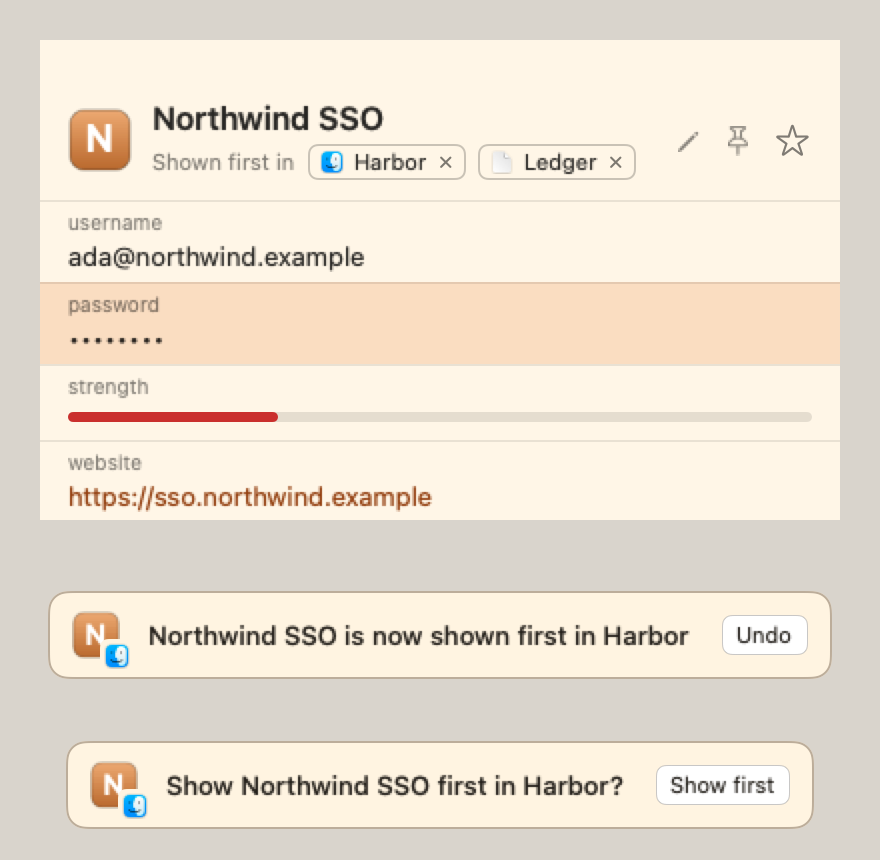 N
Northwind SSO
Shown first in Harbor × Ledger ×
username
ada@northwind.example
password
••••••••
strength
website
https://sso.northwind.example
N Northwind SSO is now shown first in Harbor Undo
N Show Northwind SSO first in Harbor? Show first